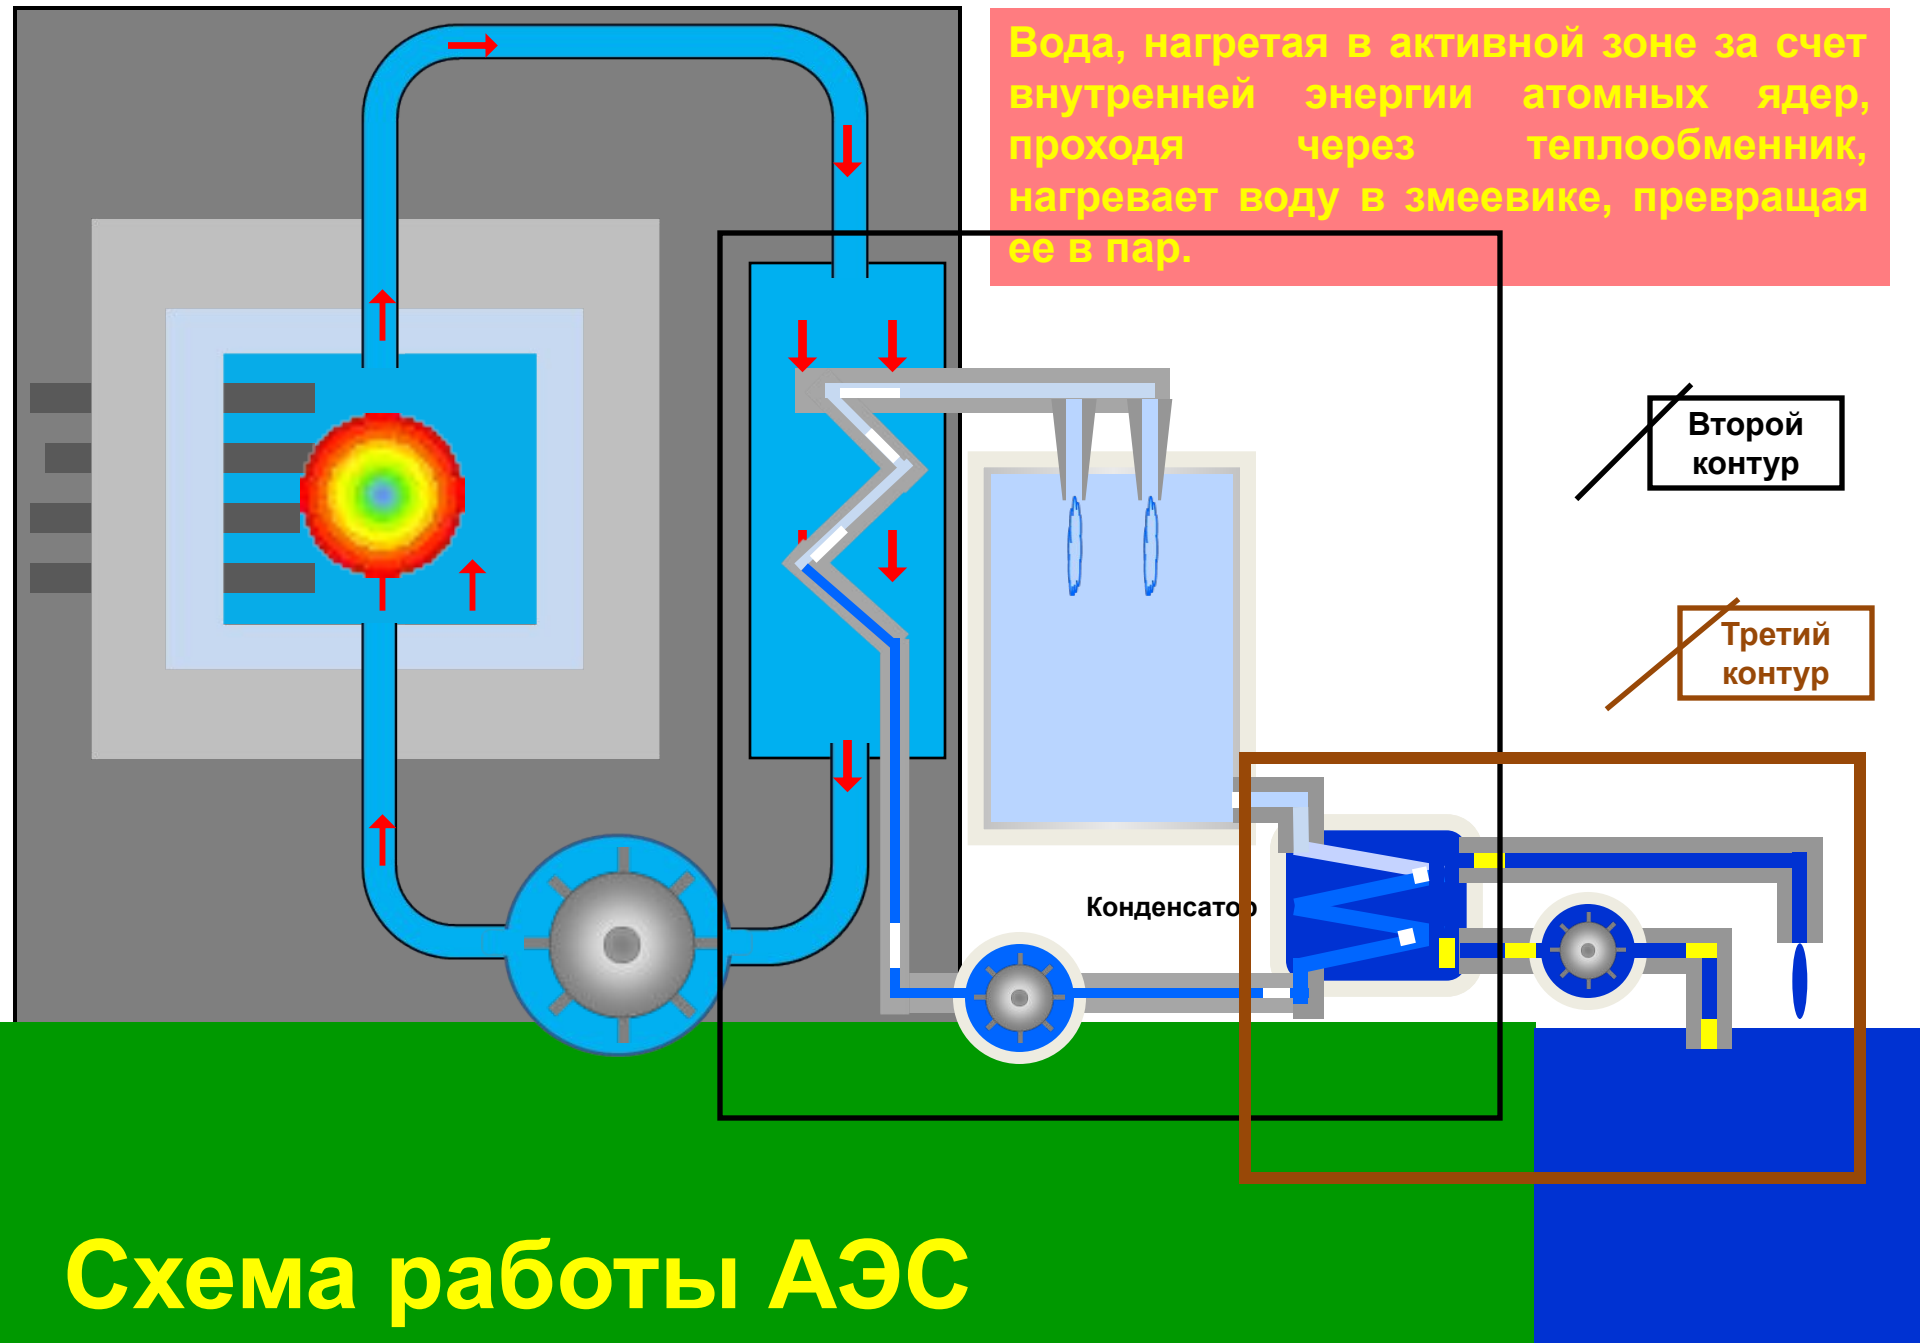 Вода, нагретая в активной зоне за счет
внутренней энергии атомных ядер,
проходя через теплообменник,
нагревает воду в змеевике, превращая
ее в пар.
Второй
контур
Третий
контур
Конденсатор
Схема работы АЭС